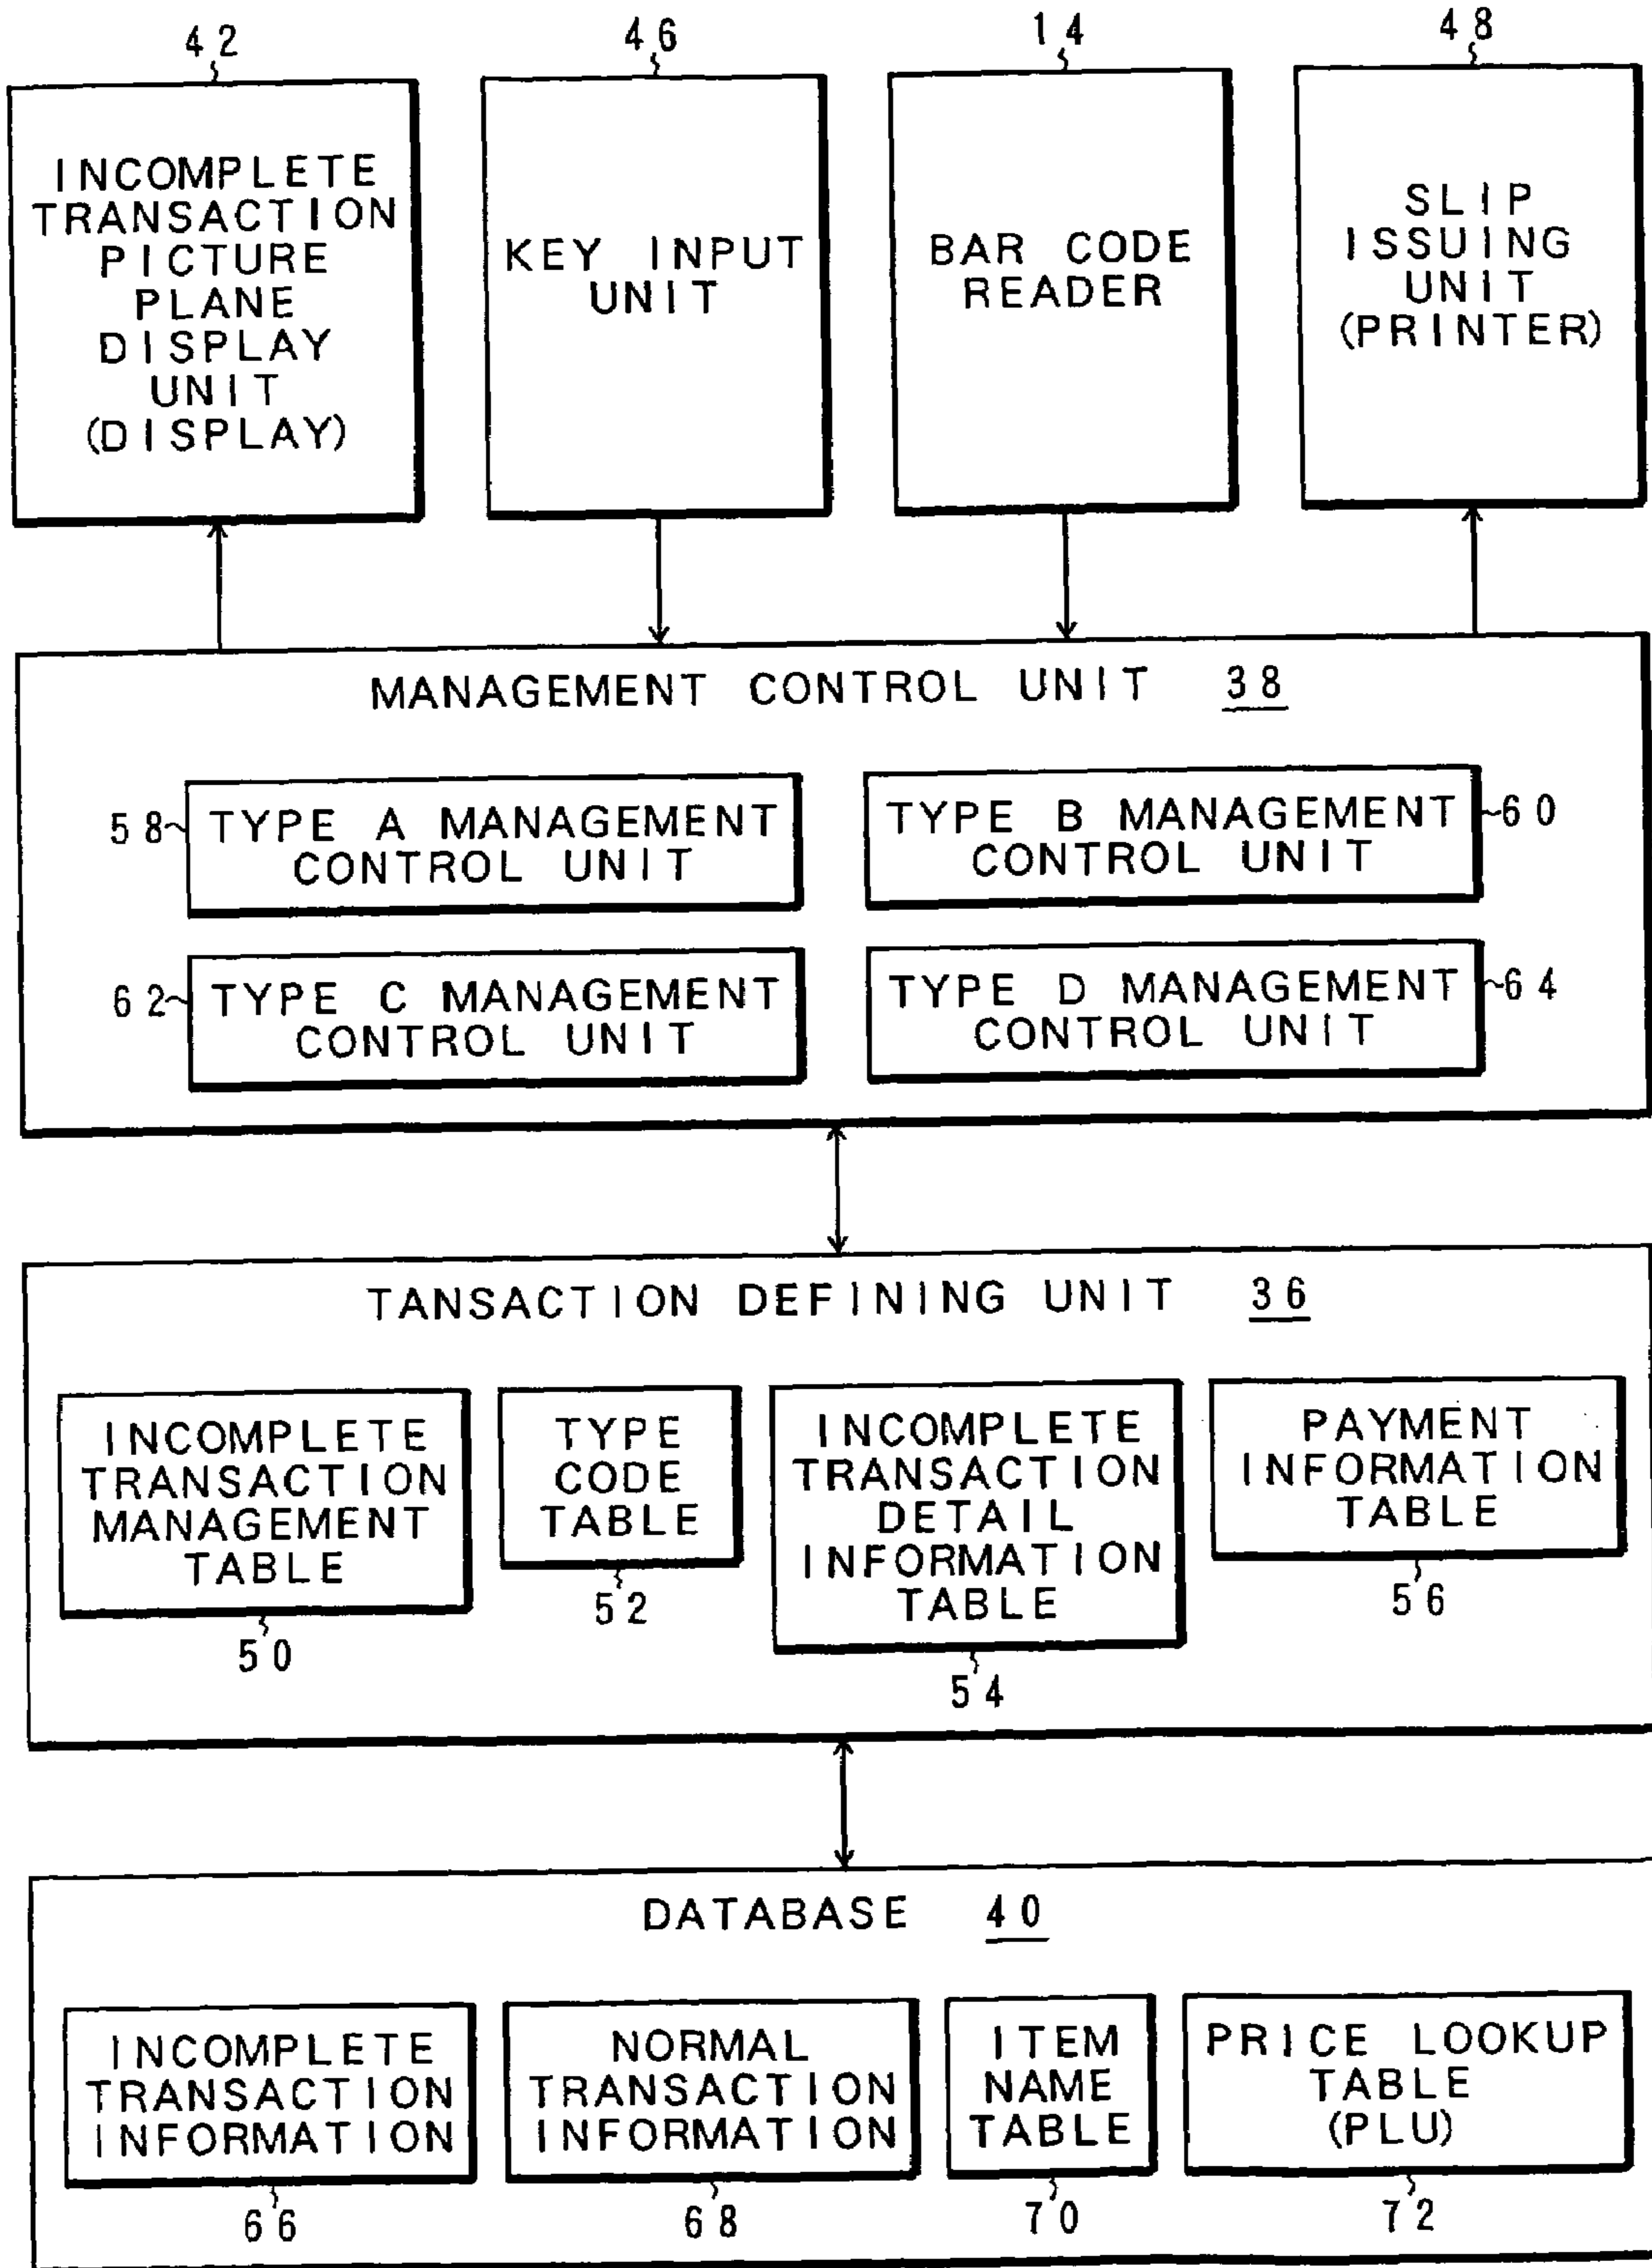 42
46
14
48
INCOMPLETE
TRANSACTION
PICTURE
PLANE
DISPLAY
UNIT
(DISPLAY)
KEY INPUT
UNIT
BAR CODE
READER
SLIP
ISSUING
UNIT
(PRINTER)
MANAGEMENT CONTROL UNIT 38
58
TYPE A MANAGEMENT
CONTROL UNIT
TYPE B MANAGEMENT
CONTROL UNIT
60
62
TYPE C MANAGEMENT
CONTROL UNIT
TYPE D MANAGEMENT
CONTROL UNIT
64
TANSACTION DEFINING UNIT 36
INCOMPLETE
TRANSACTION
MANAGEMENT
TABLE
50
TYPE
CODE
TABLE
52
INCOMPLETE
TRANSACTION
DETAIL
INFORMATION
TABLE
54
PAYMENT
INFORMATION
TABLE
56
DATABASE 40
INCOMPLETE
TRANSACTION
INFORMATION
66
NORMAL
TRANSACTION
INFORMATION
68
ITEM
NAME
TABLE
70
PRICE LOOKUP
TABLE
(PLU)
72